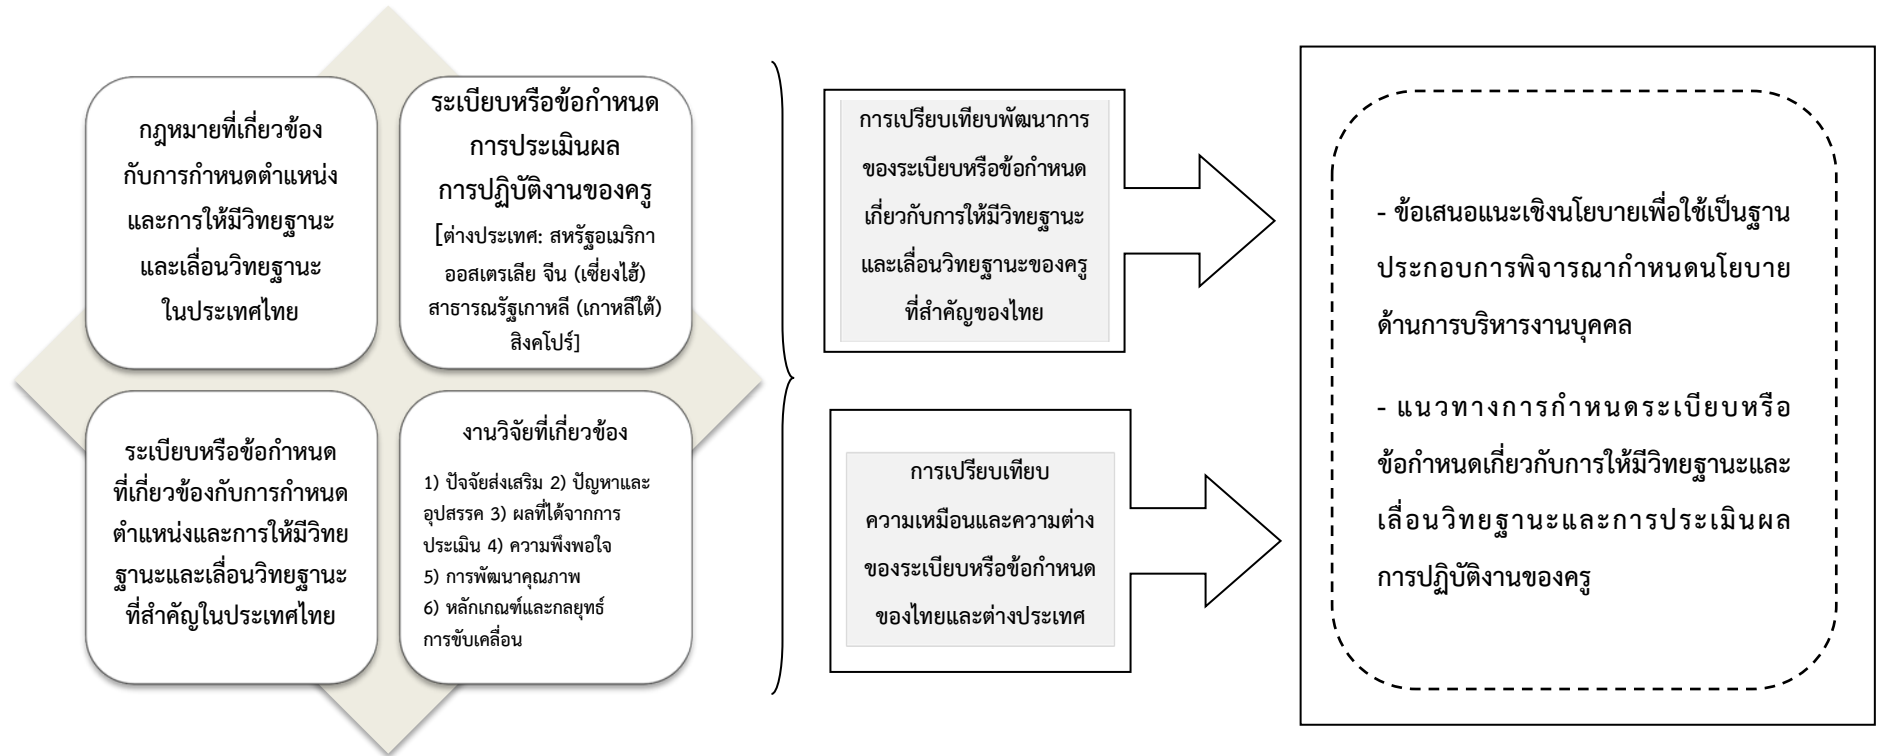 กฎหมายที่เกี่ยวข้อง
กับการกำหนดตำแหน่ง
และการให้มีวิทยฐานะ
และเลื่อนวิทยฐานะ
ในประเทศไทย
ระเบียบหรือข้อกำหนด
การประเมินผล
การปฏิบัติงานของครู
[ต่างประเทศ: สหรัฐอเมริกา
ออสเตรเลีย จีน (เซี่ยงไฮ้)
สาธารณรัฐเกาหลี (เกาหลีใต้)
สิงคโปร์]
ระเบียบหรือข้อกำหนด
ที่เกี่ยวข้องกับการกำหนด
ตำแหน่งและการให้มีวิทย
ฐานะและเลื่อนวิทยฐานะ
ที่สำคัญในประเทศไทย
งานวิจัยที่เกี่ยวข้อง
1) ปัจจัยส่งเสริม 2) ปัญหาและ
อุปสรรค 3) ผลที่ได้จากการ
ประเมิน 4) ความพึงพอใจ
5) การพัฒนาคุณภาพ
6) หลักเกณฑ์และกลยุทธ์
การขับเคลื่อน
การเปรียบเทียบพัฒนาการ
ของระเบียบหรือข้อกำหนด
เกี่ยวกับการให้มีวิทยฐานะ
และเลื่อนวิทยฐานะของครู
ที่สำคัญของไทย
การเปรียบเทียบ
ความเหมือนและความต่าง
ของระเบียบหรือข้อกำหนด
ของไทยและต่างประเทศ
- ข้อเสนอแนะเชิงนโยบายเพื่อใช้เป็นฐาน
ประกอบการพิจารณากำหนดนโยบาย
ด้านการบริหารงานบุคคล
- แนวทางการกำหนดระเบียบหรือ
ข้อกำหนดเกี่ยวกับการให้มีวิทยฐานะและ
เลื่อนวิทยฐานะและการประเมินผล
การปฏิบัติงานของครู